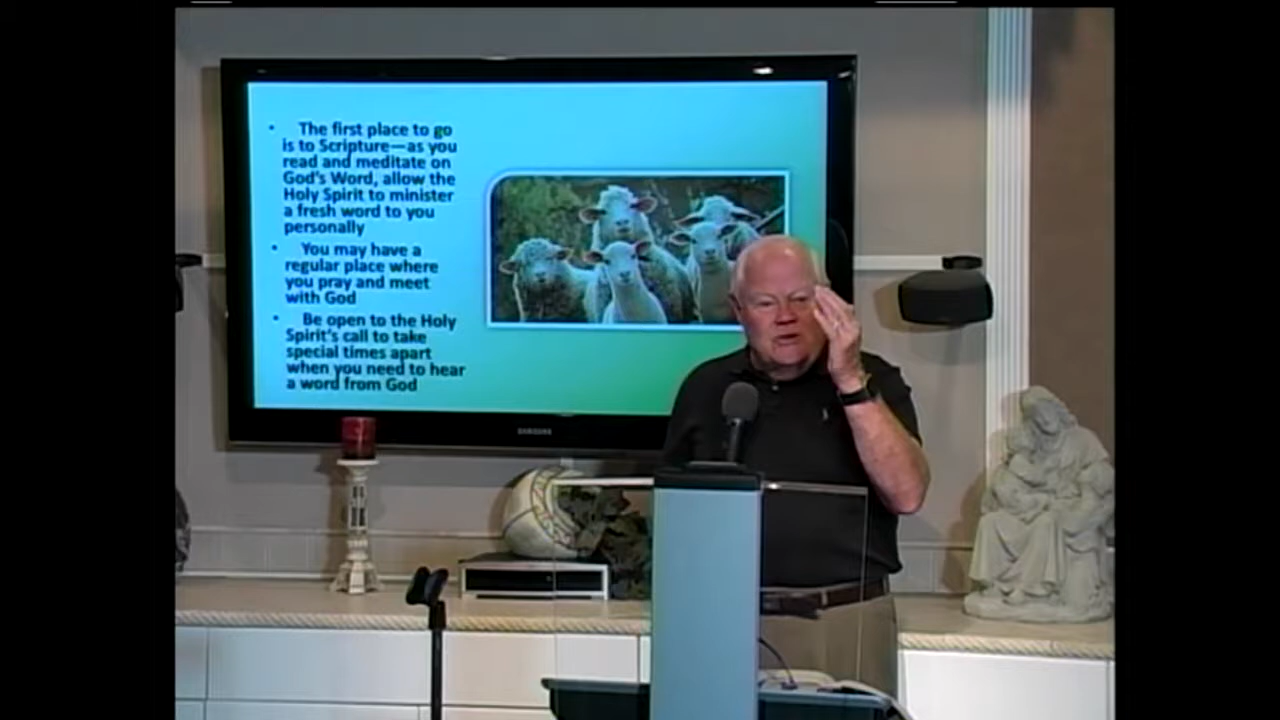 • The first place to go
is to Scripture—as you
read and meditate on
God's Word, allow the
Holy Spirit to minister
a fresh word to you
personally
• You may have a
regular place where
you pray and meet
with God
• Be open to the Holy
Spirit's call to take
special times apart
when you need to hear
a word from God
SAMSUNG